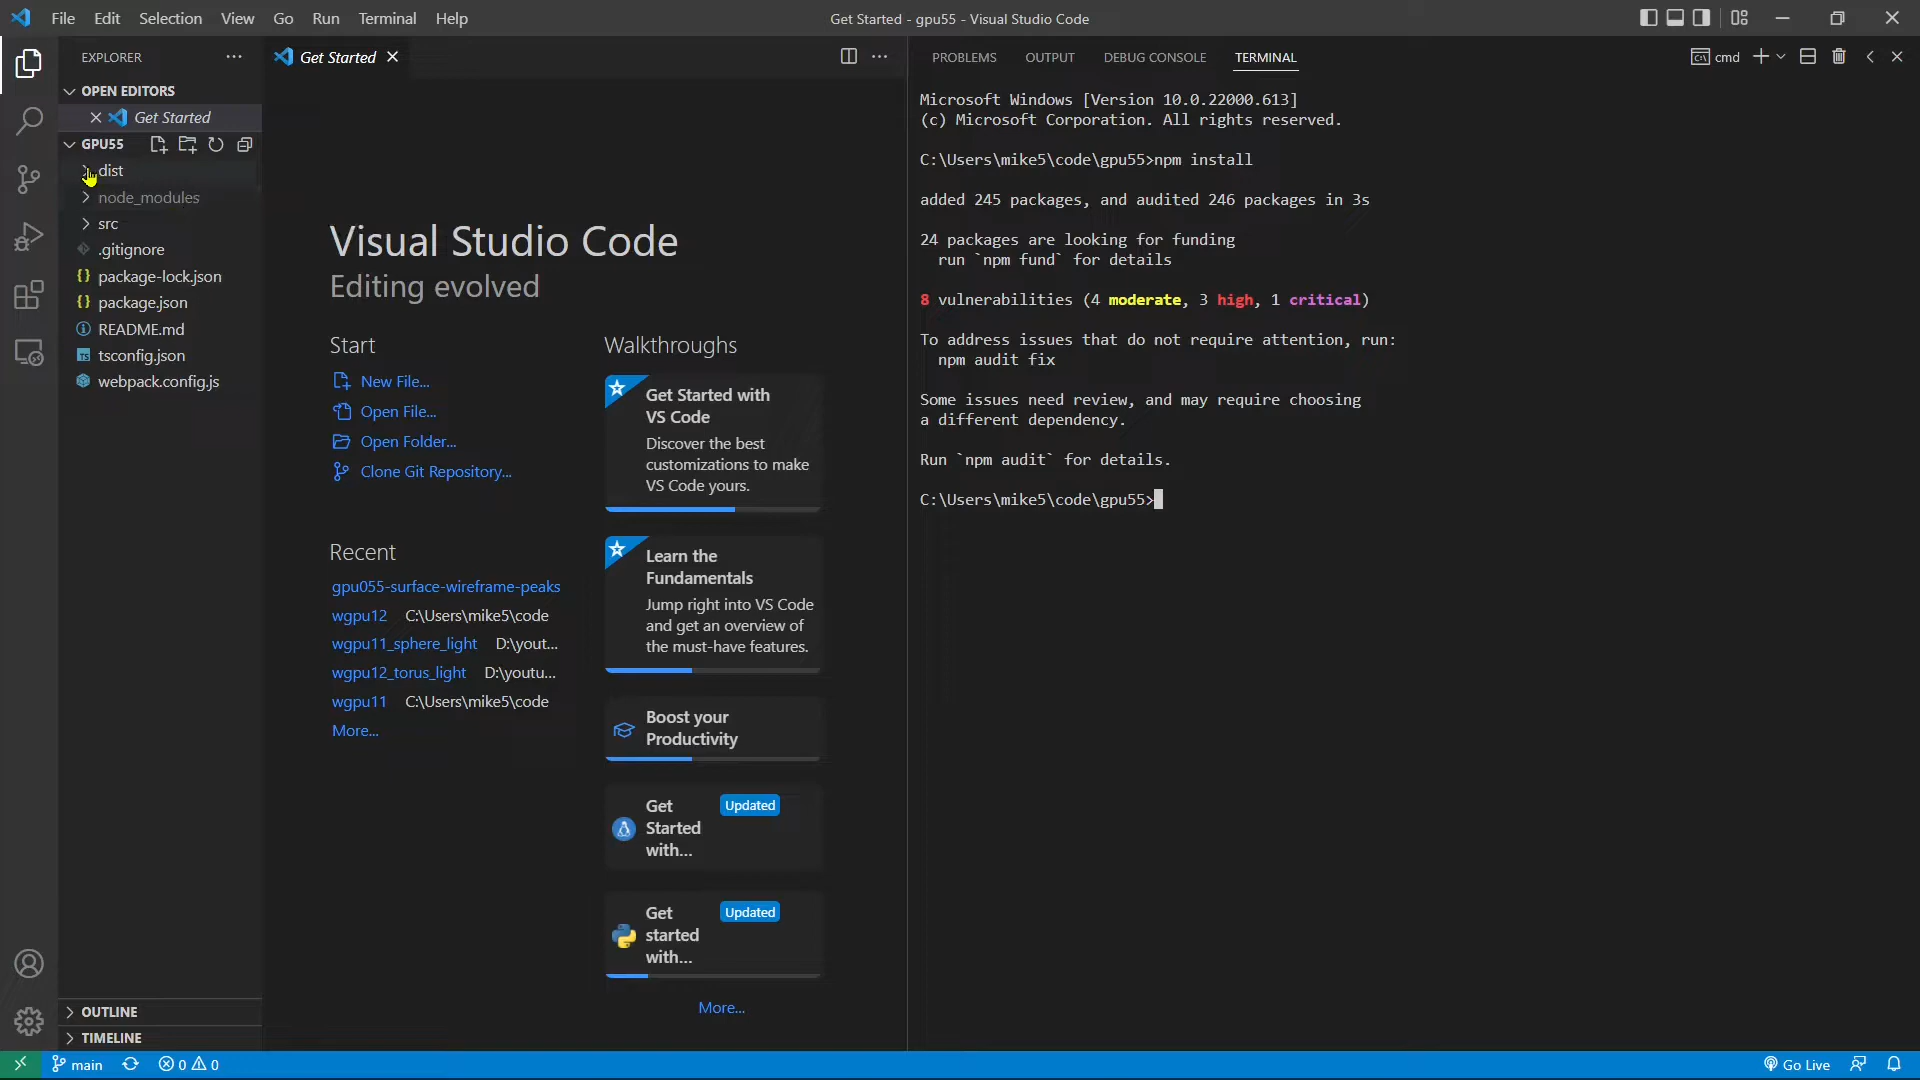 File Edit Selection View Go Run Terminal Help
Get Started - gpu55 - Visual Studio Code
EXPLORER
OPEN EDITORS
Get Started
GPU55
dist
node_modules
src
.gitignore
package-lock.json
package.json
README.md
tsconfig.json
webpack.config.js
OUTLINE
TIMELINE
Get Started
Visual Studio Code
Editing evolved
Start
New File...
Open File...
Open Folder...
Clone Git Repository...
Recent
gpu055-surface-wireframe-peaks
wgpu12 C:\Users\mike5\code
wgpu11_sphere_light D:\yout...
wgpu12_torus_light D:\youtu...
wgpu11 C:\Users\mike5\code
More...
Walkthroughs
Get Started with
VS Code
Discover the best
customizations to make
VS Code yours.
Learn the
Fundamentals
Jump right into VS Code
and get an overview of
the must-have features.
Boost your
Productivity
Get
Started
with...
Updated
Get
started
with...
Updated
More...
PROBLEMS OUTPUT DEBUG CONSOLE TERMINAL
cmd
Microsoft Windows [Version 10.0.22000.613]
(c) Microsoft Corporation. All rights reserved.
C:\Users\mike5\code\gpu55>npm install
added 245 packages, and audited 246 packages in 3s
24 packages are looking for funding
run `npm fund` for details
8 vulnerabilities (4 moderate, 3 high, 1 critical)
To address issues that do not require attention, run:
npm audit fix
Some issues need review, and may require choosing
a different dependency.
Run `npm audit` for details.
C:\Users\mike5\code\gpu55>
main 0 0
Go Live